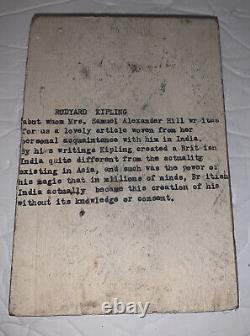 RUDYARD KIPLING
abot whom Mrs. Samuel Alexander Hill writes
for us a lovely article woven from her
personal acquaintance with him in India.
By his writings Kipling created a British
India quite different from the actuality
existing in Asia, and such was the power of
his magic that in millions of minds, British
India actually became this creation of his
without its knowledge or consent.
ebay